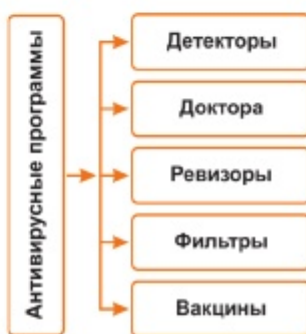 Антивирусные программы
Детекторы
Доктора
Ревизоры
Фильтры
Вакцины